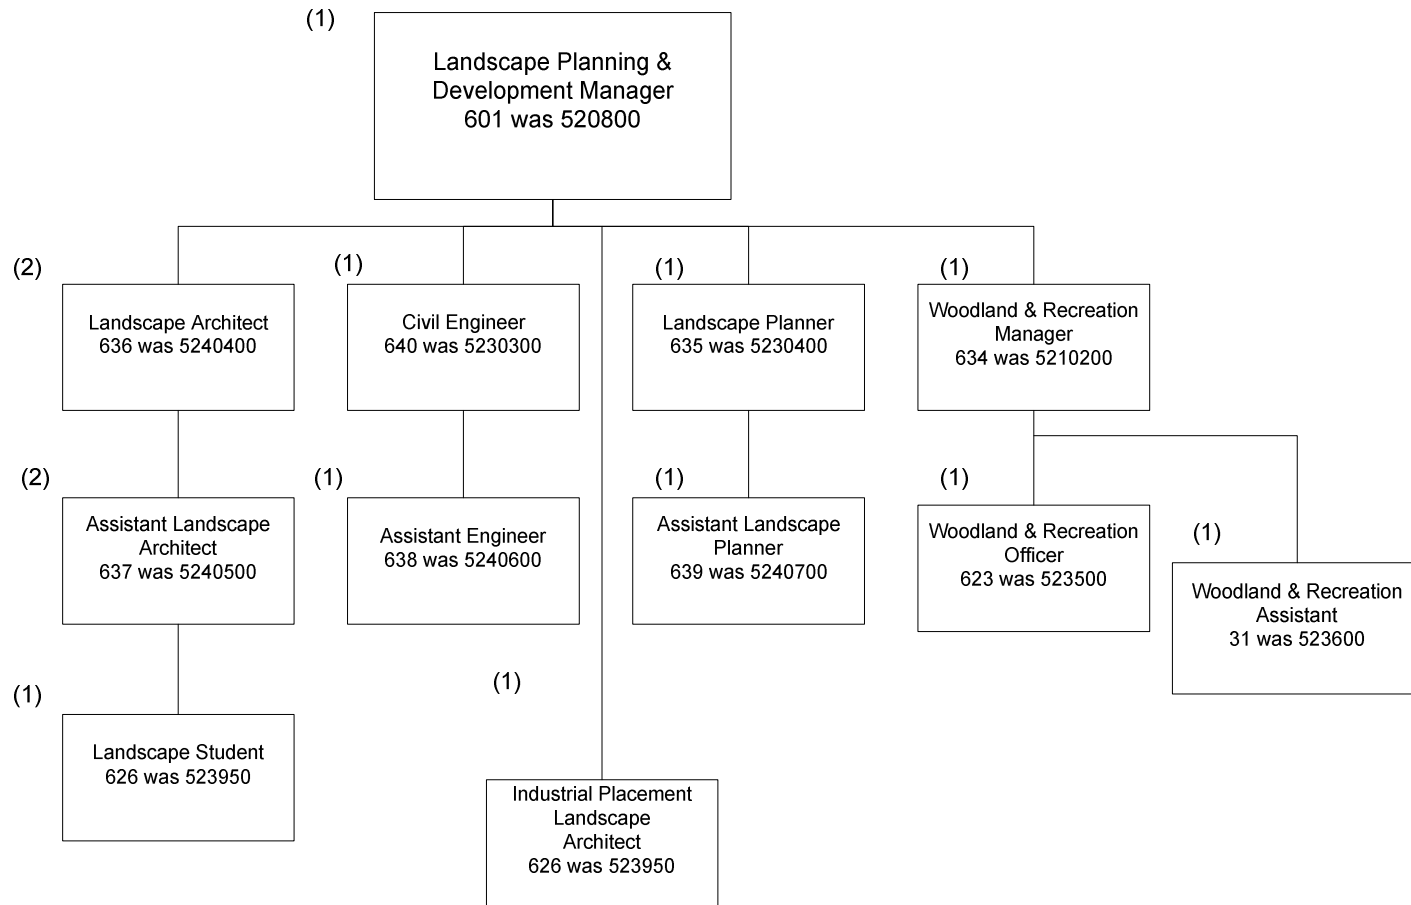 (1)
Landscape Planning &
Development Manager
601 was 520800
(2)
Landscape Architect
636 was 5240400
(1)
Civil Engineer
640 was 5230300
(1)
Landscape Planner
635 was 5230400
(1)
Woodland & Recreation
Manager
634 was 5210200
(2)
Assistant Landscape
Architect
637 was 5240500
(1)
Assistant Engineer
638 was 5240600
(1)
Assistant Landscape
Planner
639 was 5240700
(1)
Woodland & Recreation
Officer
623 was 523500
(1)
Woodland & Recreation
Assistant
31 was 523600
(1)
Landscape Student
626 was 523950
(1)
Industrial Placement
Landscape
Architect
626 was 523950